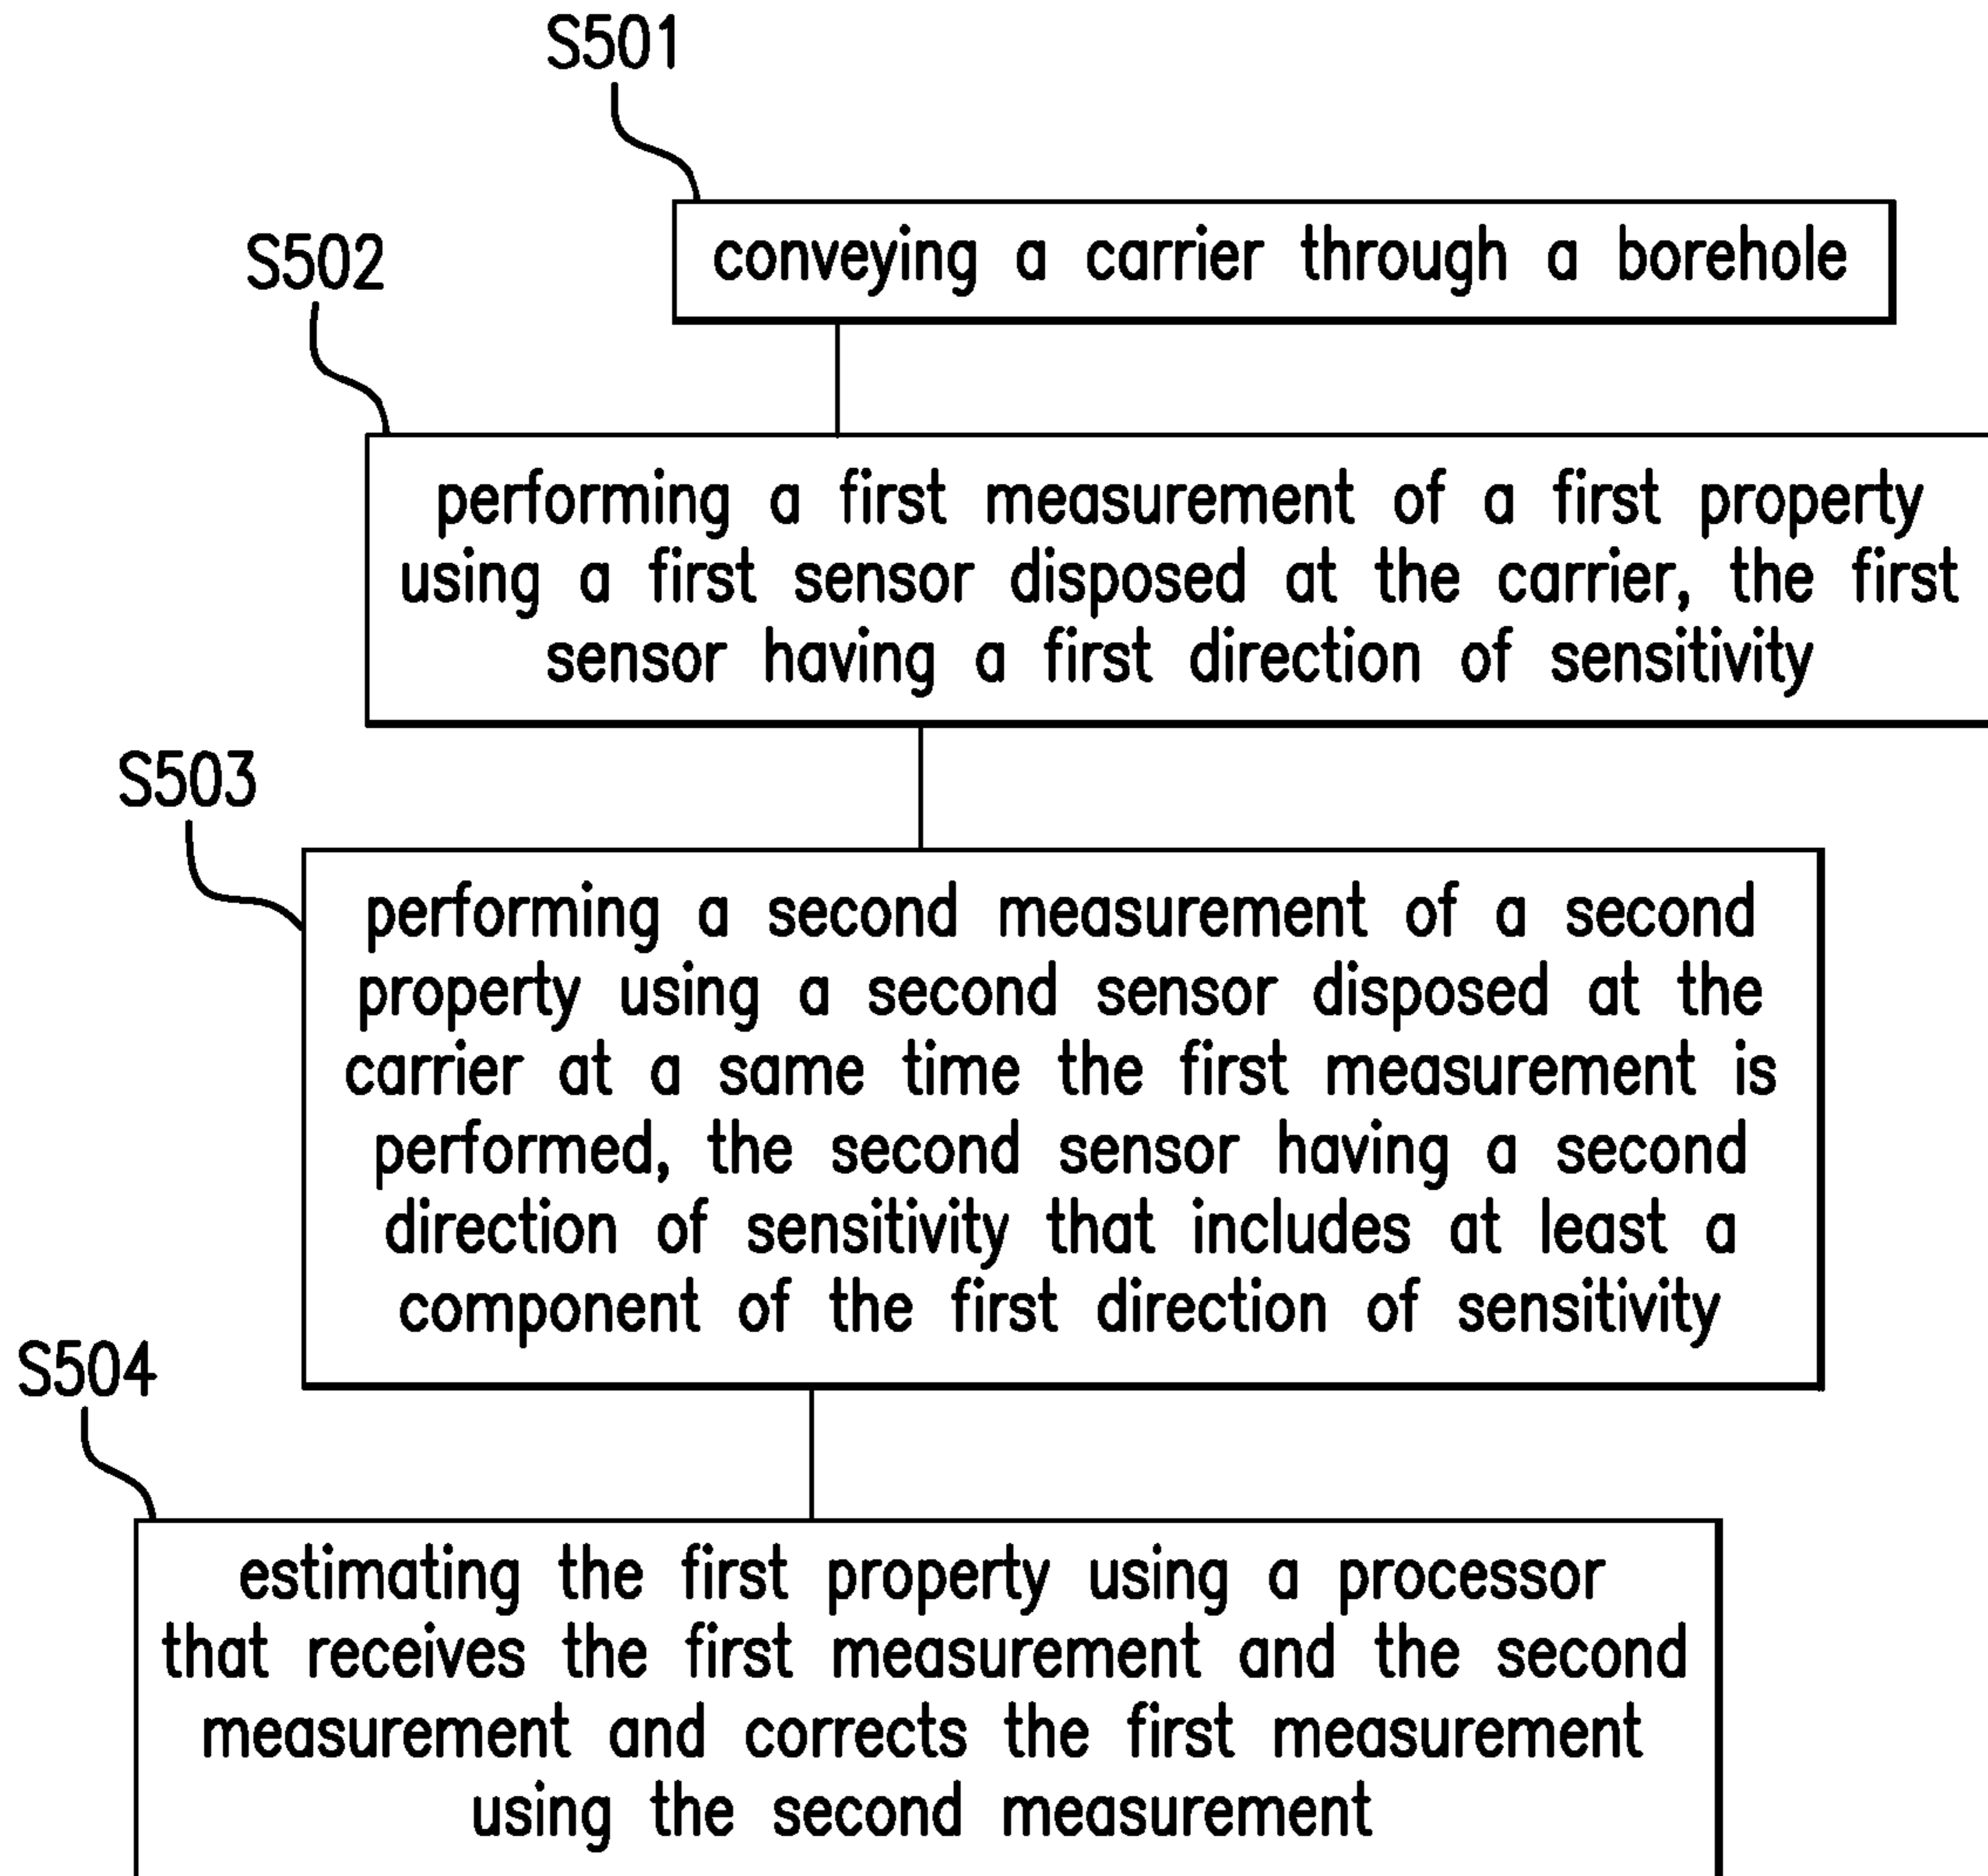 S501
conveying a carrier through a borehole
S502
performing a first measurement of a first property
using a first sensor disposed at the carrier, the first
sensor having a first direction of sensitivity
S503
performing a second measurement of a second
property using a second sensor disposed at the
carrier at a same time the first measurement is
performed, the second sensor having a second
direction of sensitivity that includes at least a
component of the first direction of sensitivity
S504
estimating the first property using a processor
that receives the first measurement and the second
measurement and corrects the first measurement
using the second measurement